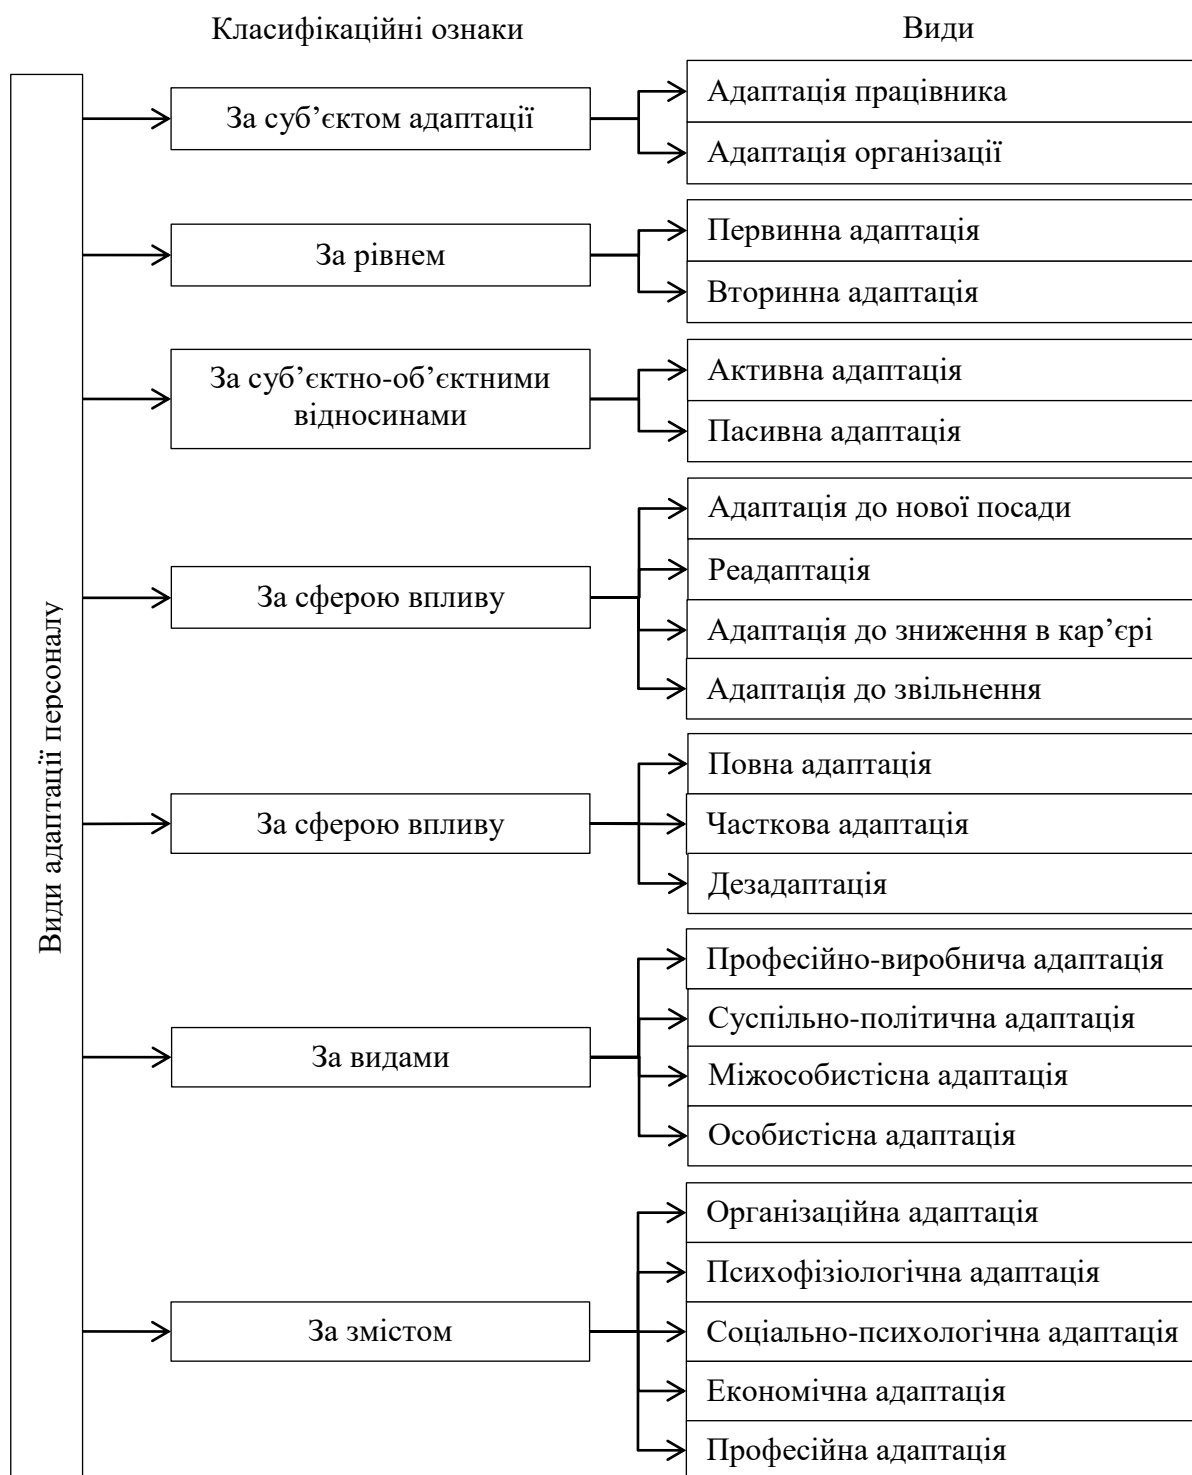 Класифікаційні ознаки
Види
Види адаптації персоналу
За суб’єктом адаптації
Адаптація працівника
Адаптація організації
За рівнем
Первинна адаптація
Вторинна адаптація
За суб’єктно-об’єктними
відносинами
Активна адаптація
Пасивна адаптація
За сферою впливу
Адаптація до нової посади
Реадаптація
Адаптація до зниження в кар’єрі
Адаптація до звільнення
За сферою впливу
Повна адаптація
Часткова адаптація
Дезадаптація
За видами
Професійно-виробнича адаптація
Суспільно-політична адаптація
Міжособистісна адаптація
Особистісна адаптація
За змістом
Організаційна адаптація
Психофізіологічна адаптація
Соціально-психологічна адаптація
Економічна адаптація
Професійна адаптація